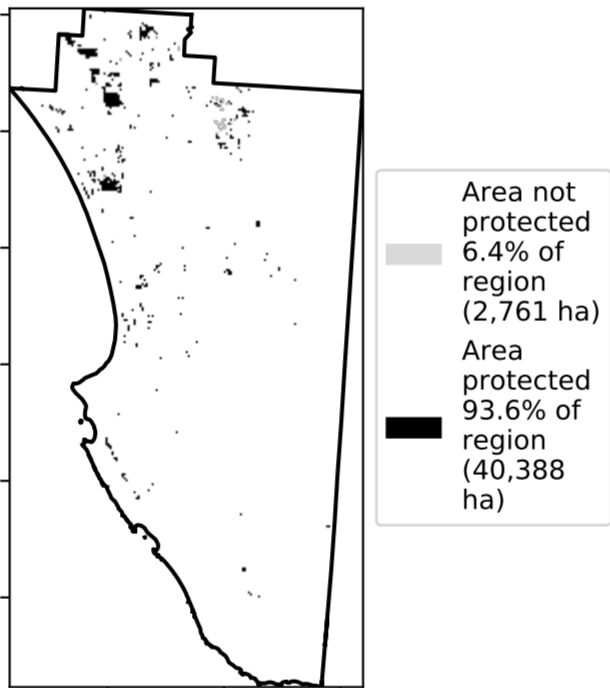 Area not
protected
6.4% of
region
(2,761 ha)
Area
protected
93.6% of
region
(40,388
ha)